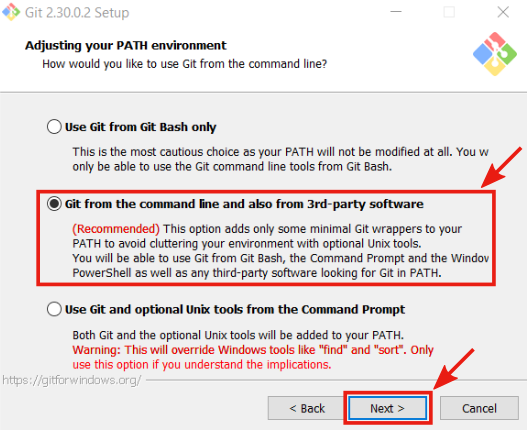 Git 2.30.0.2 Setup
Adjusting your PATH environment
How would you like to use Git from the command line?
Use Git from Git Bash only
This is the most cautious choice as your PATH will not be modified at all. You w
only be able to use the Git command line tools from Git Bash.
Git from the command line and also from 3rd-party software
(Recommended) This option adds only some minimal Git wrappers to your
PATH to avoid cluttering your environment with optional Unix tools.
You will be able to use Git from Git Bash, the Command Prompt and the Window
PowerShell as well as any third-party software looking for Git in PATH.
Use Git and optional Unix tools from the Command Prompt
Both Git and the optional Unix tools will be added to your PATH.
Warning: This will override Windows tools like "find" and "sort". Only
use this option if you understand the implications.
https://gitforwindows.org/
< Back
Next >
Cancel